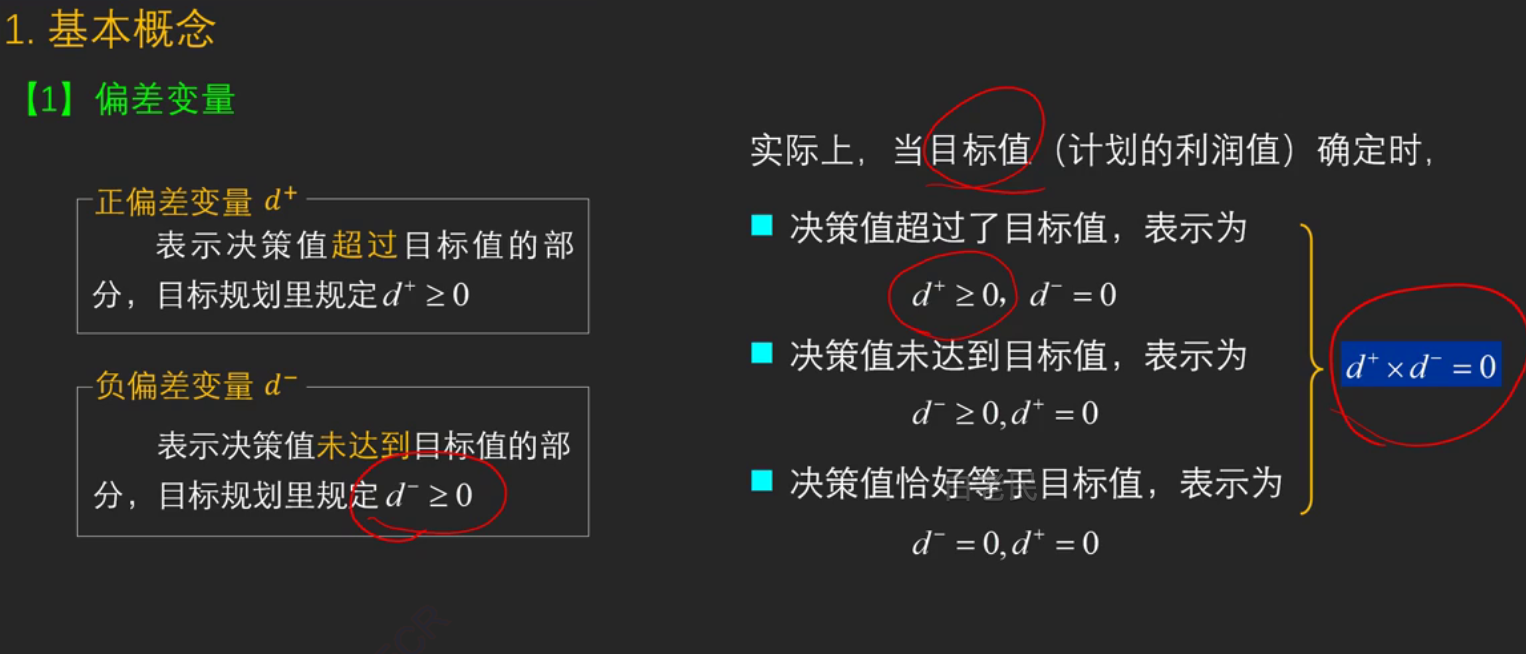 1. 基本概念
【1】偏差变量
正偏差变量 d⁺
表示决策值超过目标值的部
分，目标规划里规定 d⁺ ≥ 0
负偏差变量 d⁻
表示决策值未达到目标值的部
分，目标规划里规定 d⁻ ≥ 0
实际上，当目标值（计划的利润值）确定时，
决策值超过了目标值，表示为
d⁺ ≥ 0，d⁻ = 0
决策值未达到目标值，表示为
d⁻ ≥ 0, d⁺ = 0
决策值恰好等于目标值，表示为
d⁻ = 0, d⁺ = 0
d⁺ × d⁻ = 0